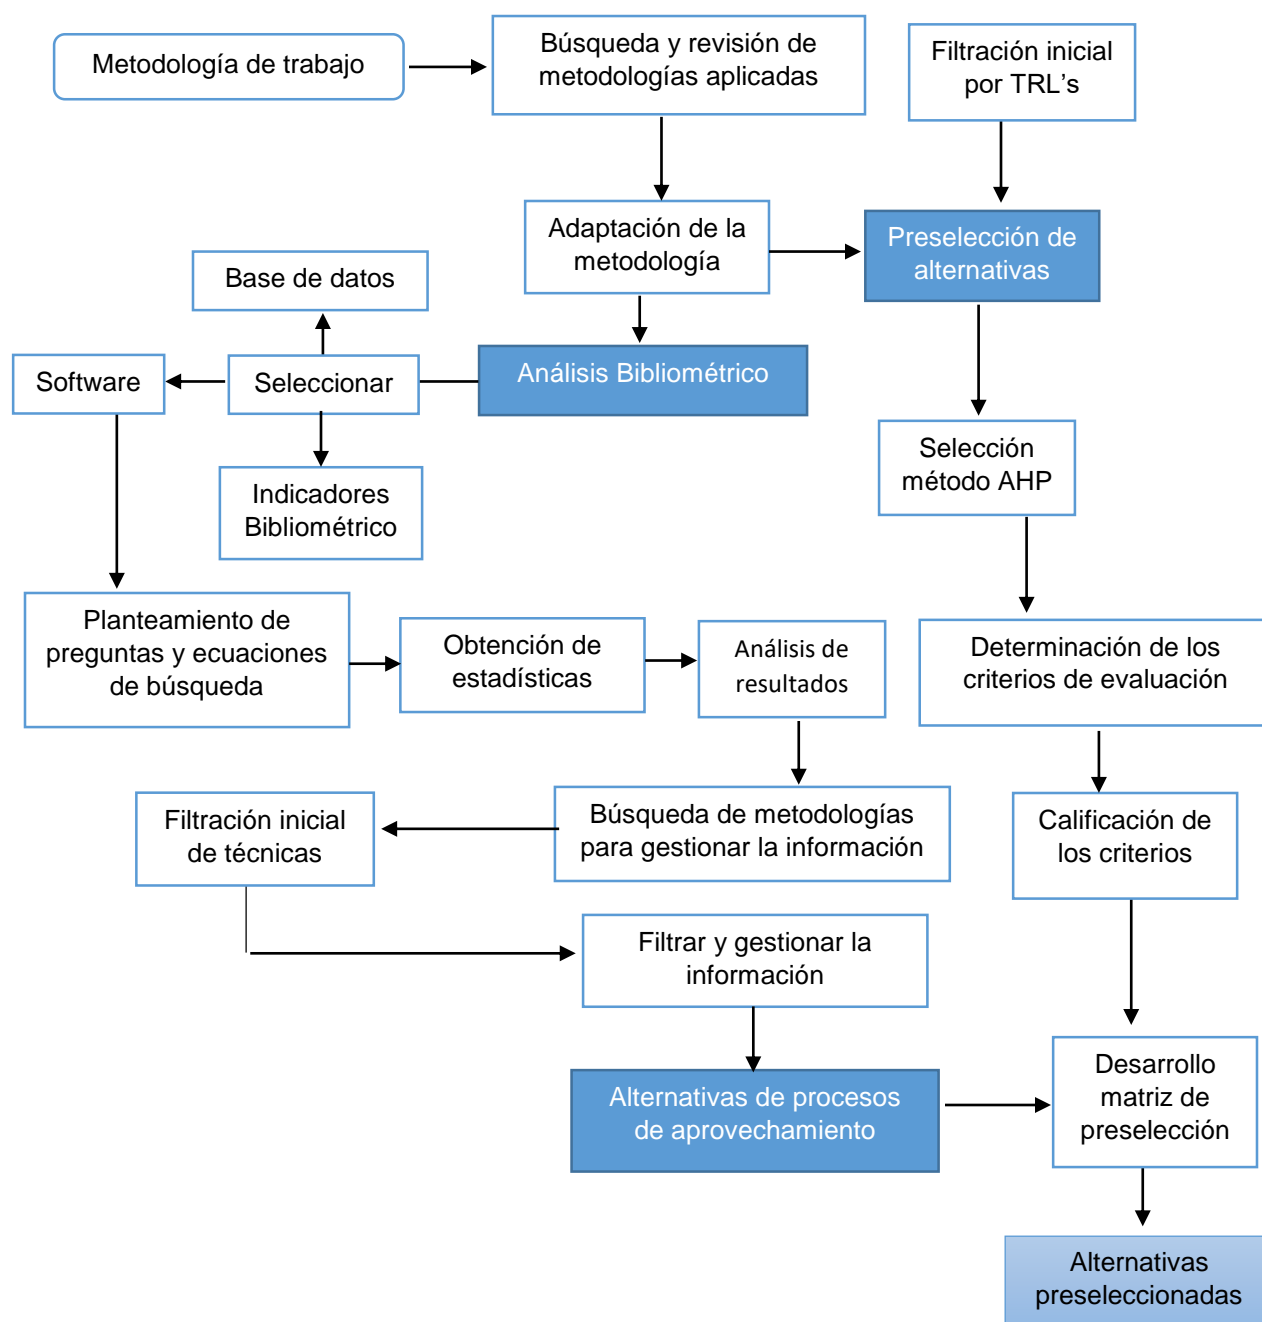 Metodología de trabajo
Búsqueda y revisión de
metodologías aplicadas
Filtración inicial
por TRL’s
Adaptación de la
metodología
Preselección de
alternativas
Base de datos
Software
Seleccionar
Análisis Bibliométrico
Indicadores
Bibliométrico
Selección
método AHP
Planteamiento de
preguntas y ecuaciones
de búsqueda
Obtención de
estadísticas
Análisis de
resultados
Determinación de los
criterios de evaluación
Filtración inicial
de técnicas
Búsqueda de metodologías
para gestionar la información
Calificación de
los criterios
Filtrar y gestionar la
información
Alternativas de procesos
de aprovechamiento
Desarrollo
matriz de
preselección
Alternativas
preseleccionadas